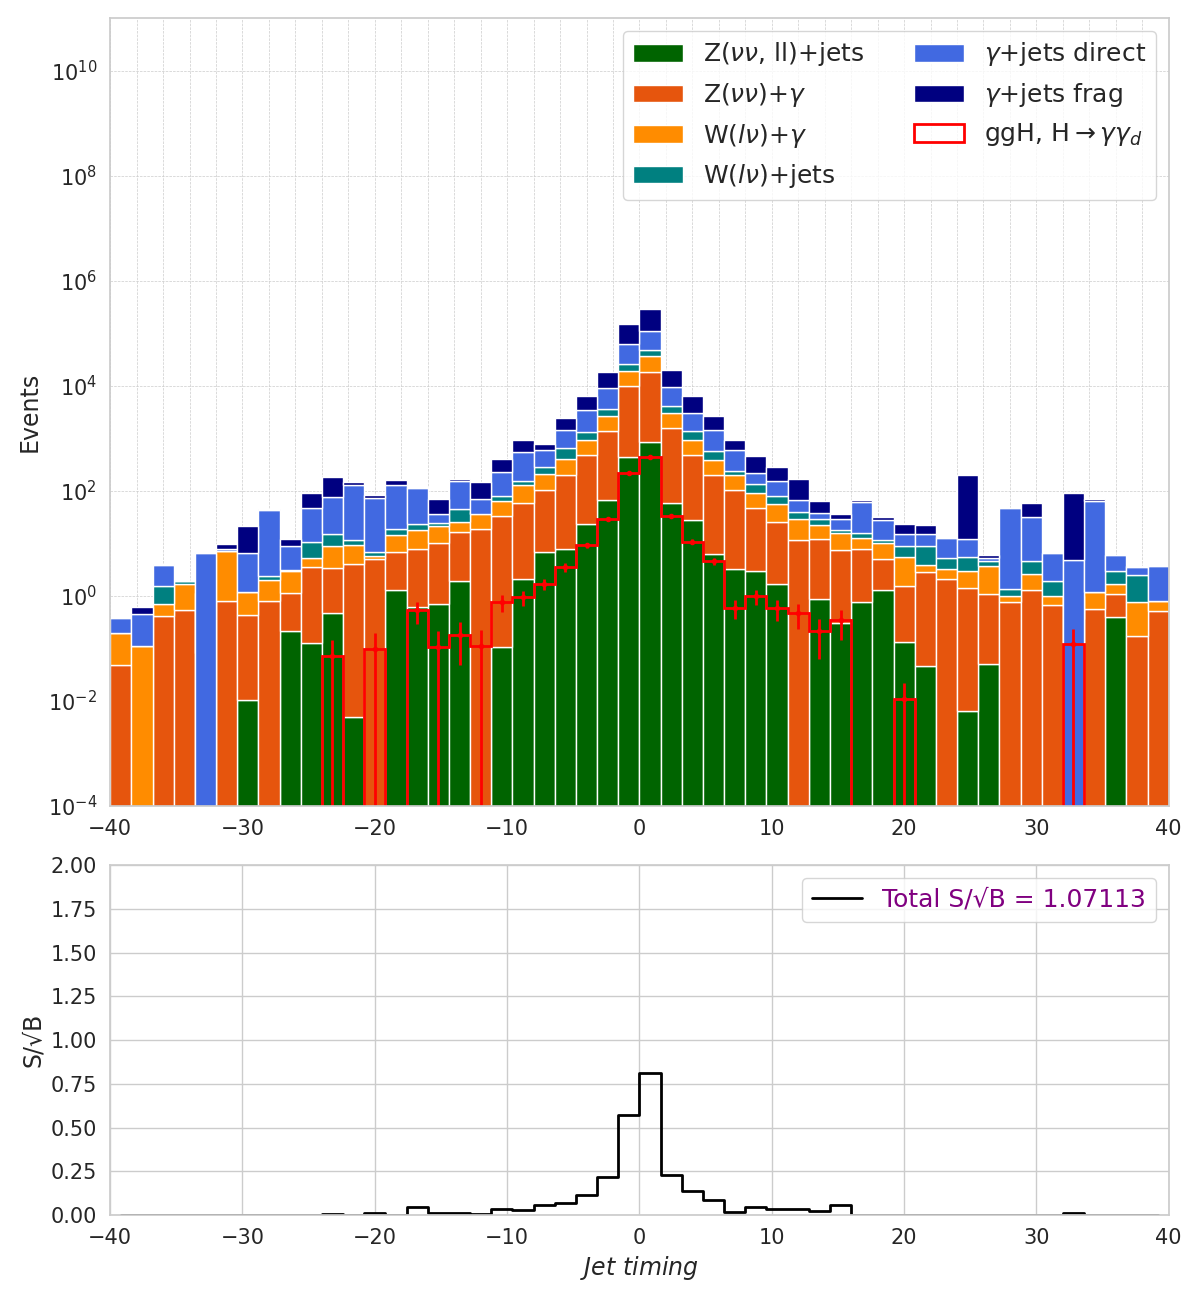 Z(νν, ll)+jets
Z(νν)+γ
W(lν)+γ
W(lν)+jets
γ+jets direct
γ+jets frag
ggH, H→γγ_d
Events
10^10
10^8
10^6
10^4
10^2
10^0
10^−2
10^−4
−40 −30 −20 −10 0 10 20 30 40
Total S/√B = 1.07113
S/√B
2.00
1.75
1.50
1.25
1.00
0.75
0.50
0.25
0.00
−40 −30 −20 −10 0 10 20 30 40
Jet timing